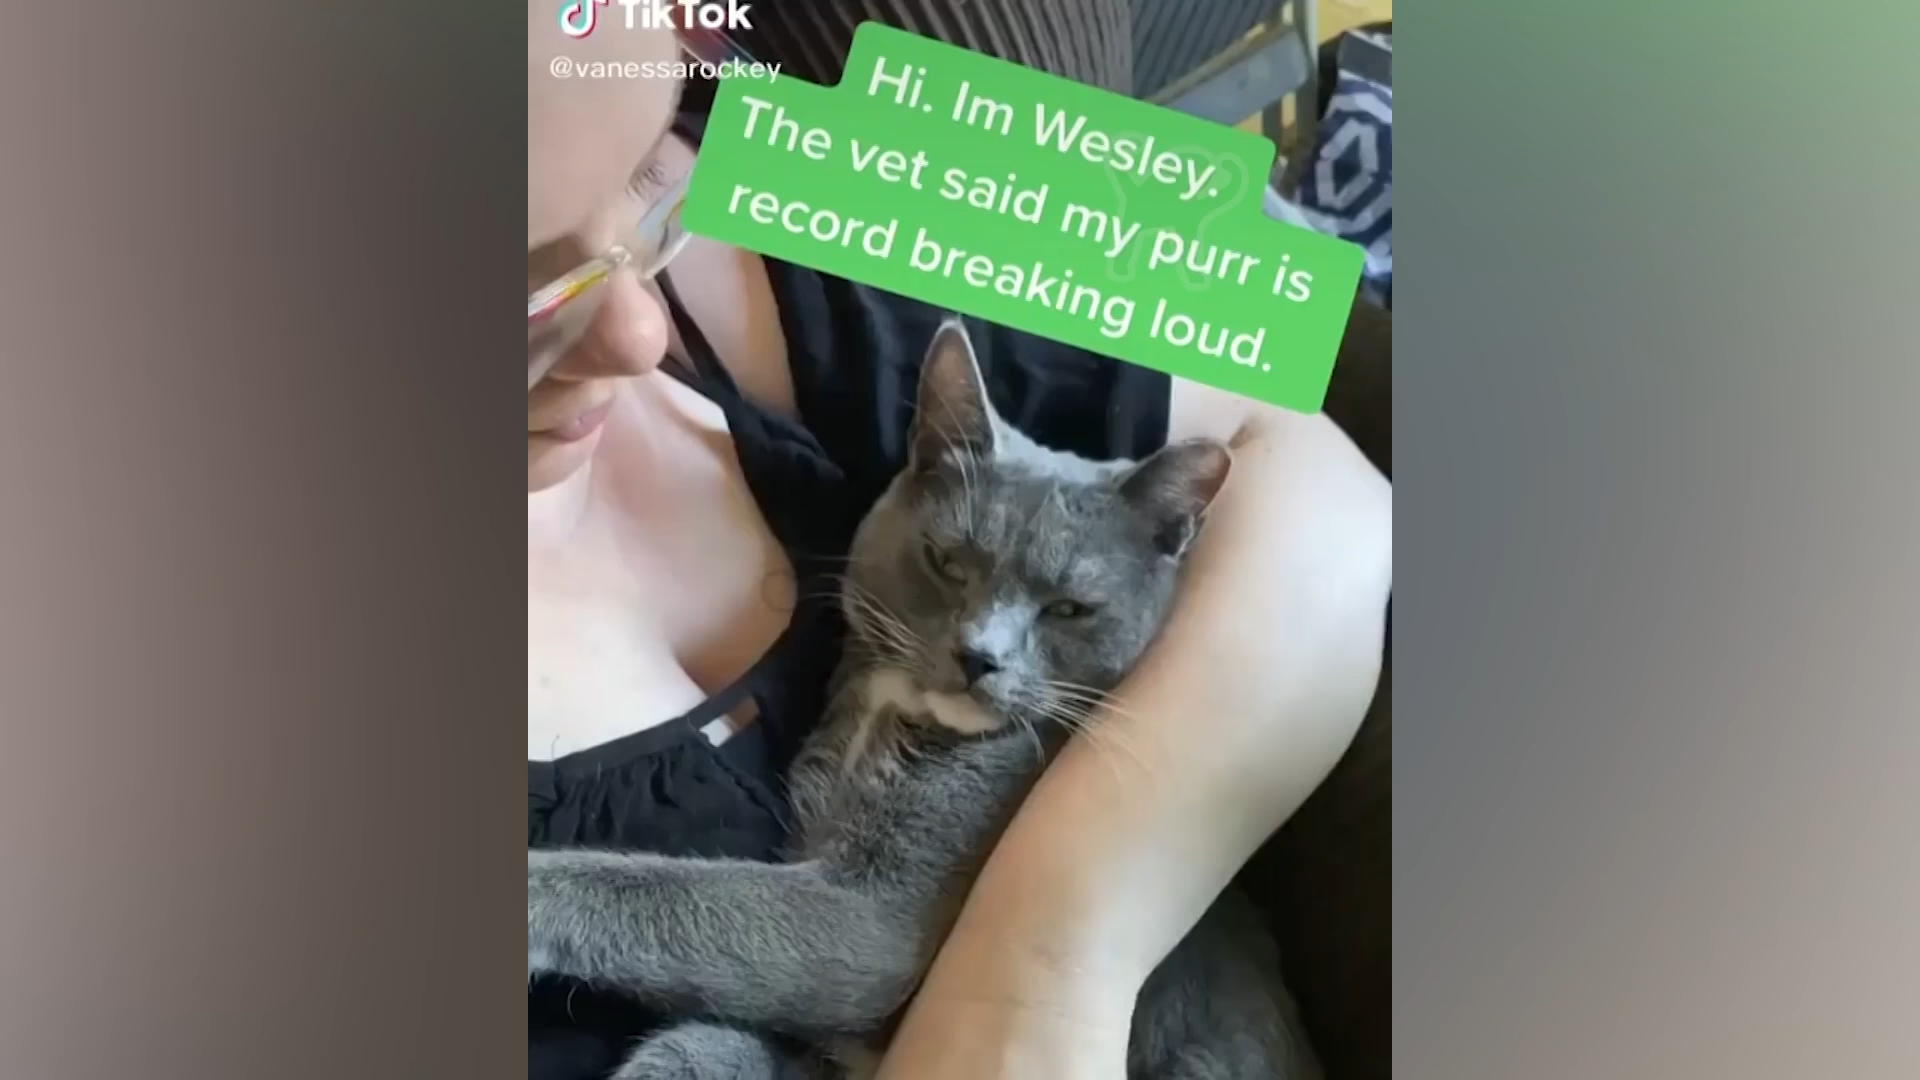 TikTok
@vanessarockey
Hi. Im Wesley.
The vet said my purr is
record breaking loud.